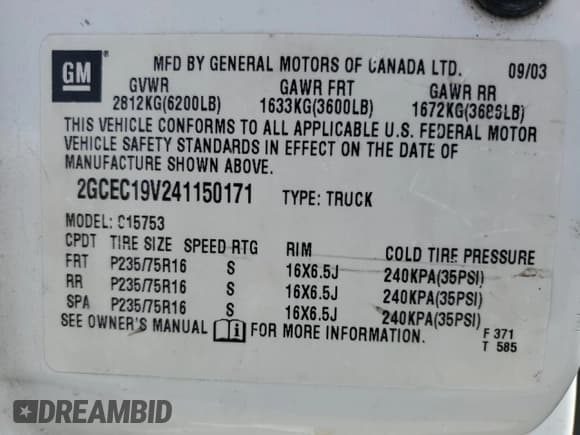 GM
MFD BY GENERAL MOTORS OF CANADA LTD. 09/03
GVWR GAWR FRT GAWR RR
2812KG(6200LB) 1633KG(3600LB) 1672KG(3686LB)
THIS VEHICLE CONFORMS TO ALL APPLICABLE U.S. FEDERAL MOTOR
VEHICLE SAFETY STANDARDS IN EFFECT ON THE DATE OF
MANUFACTURE SHOWN ABOVE.
2GCEC19V241150171 TYPE: TRUCK
MODEL: C15753
CPDT TIRE SIZE SPEED RTG RIM COLD TIRE PRESSURE
FRT P235/75R16 S 16X6.5J 240KPA(35PSI)
RR P235/75R16 S 16X6.5J 240KPA(35PSI)
SPA P235/75R16 S 16X6.5J 240KPA(35PSI)
SEE OWNER'S MANUAL FOR MORE INFORMATION.
F 371
T 585
DREAMBID